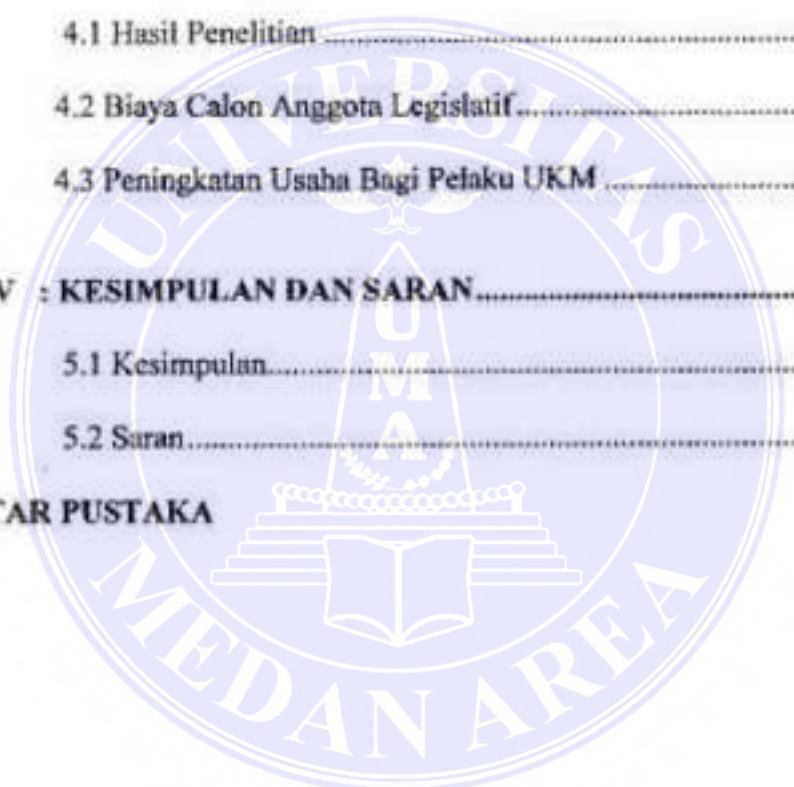 4.1 Hasil Penelitian ........................................................
4.2 Biaya Calon Anggota Legislatif ........................................
4.3 Peningkatan Usaha Bagi Pelaku UKM ..........................
V : KESIMPULAN DAN SARAN ............................................
5.1 Kesimpulan ............................................................
5.2 Saran ....................................................................
TAR PUSTAKA
UNIVERSITAS
UMA
MEDAN AREA